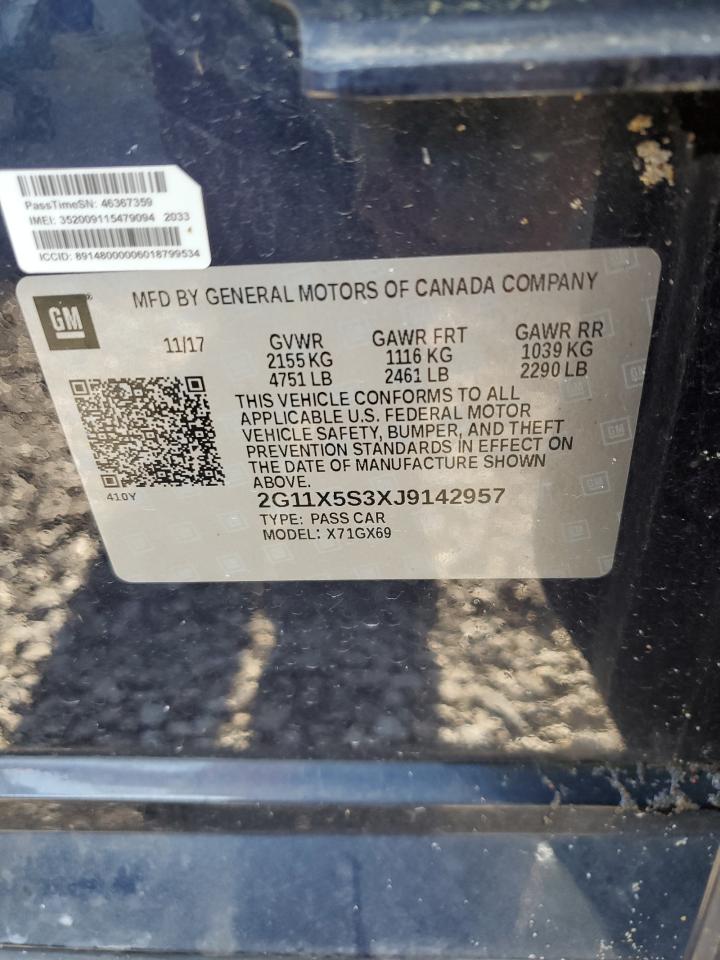 PassTimeSN: 46367359
IMEI: 352009115479094 2033
ICCID: 89148000006018799534
GM
MFD BY GENERAL MOTORS OF CANADA COMPANY
11/17 GVWR GAWR FRT GAWR RR
2155 KG 1116 KG 1039 KG
4751 LB 2461 LB 2290 LB
THIS VEHICLE CONFORMS TO ALL
APPLICABLE U.S. FEDERAL MOTOR
VEHICLE SAFETY, BUMPER, AND THEFT
PREVENTION STANDARDS IN EFFECT ON
THE DATE OF MANUFACTURE SHOWN
ABOVE.
410Y
2G11X5S3XJ9142957
TYPE: PASS CAR
MODEL: X71GX69